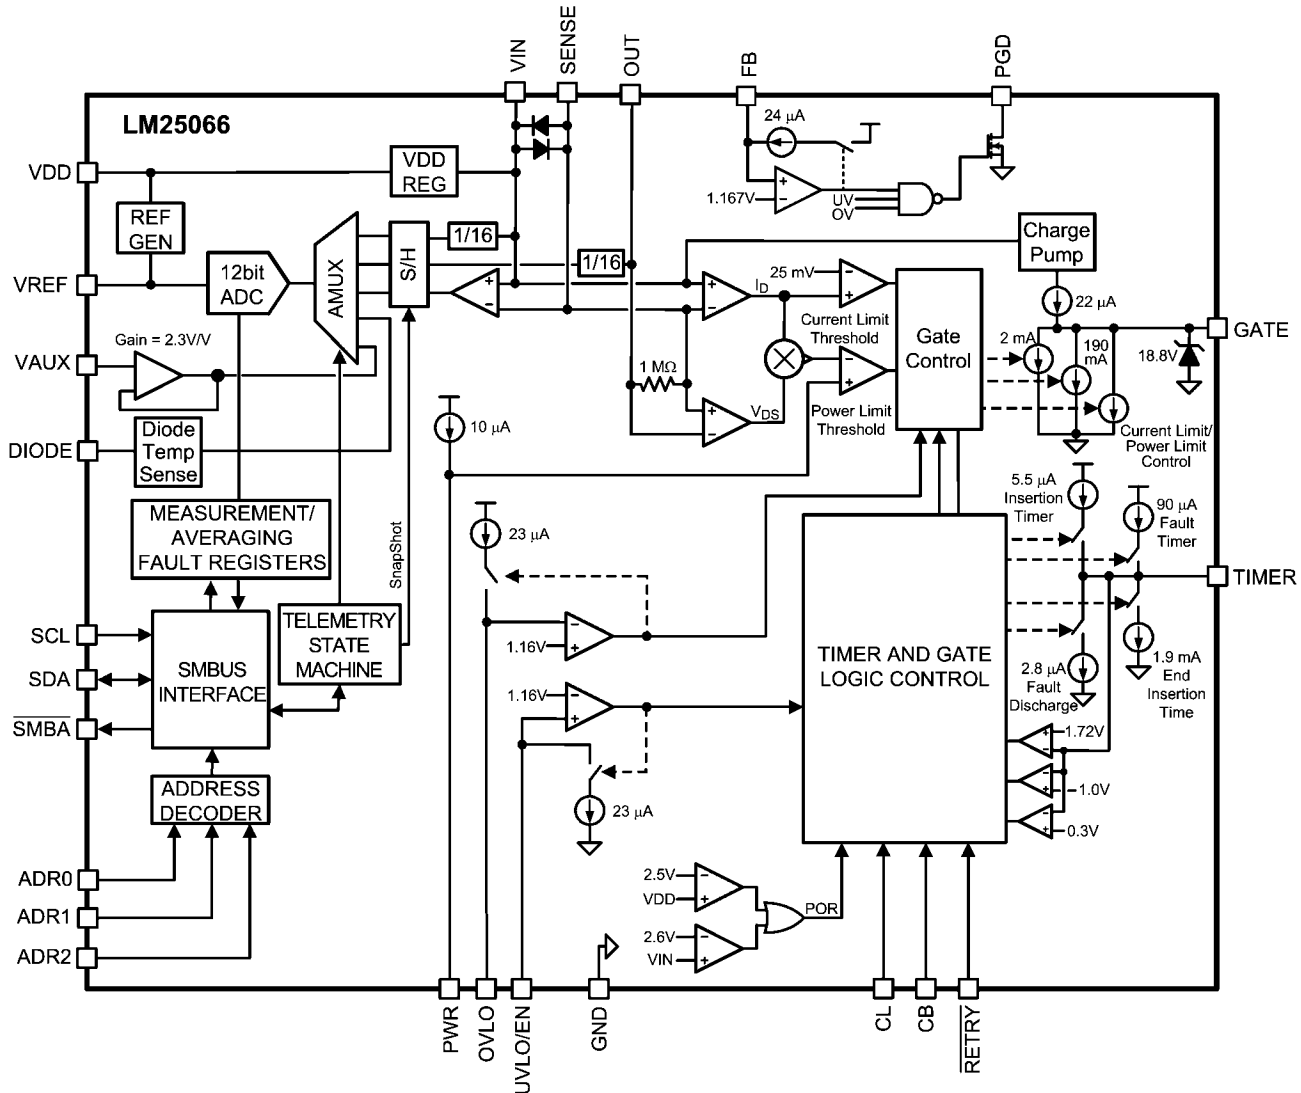 VIN
SENSE
OUT
FB
PGD
LM25066
24 µA
VDD
VDD
REG
1.167V
UV
OV
REF
GEN
1/16
S/H
1/16
Charge
Pump
VREF
12bit
ADC
AMUX
25 mV
I_D
22 µA
Gain = 2.3V/V
Current Limit
Threshold
Gate
Control
2 mA
190
mA
18.8V
GATE
VAUX
1 MΩ
V_DS
Power Limit
Threshold
10 µA
DIODE
Diode
Temp
Sense
Current Limit/
Power Limit
Control
5.5 µA
Insertion
Timer
90 µA
Fault
Timer
MEASUREMENT/
AVERAGING
FAULT REGISTERS
SnapShot
23 µA
TIMER
SCL
SDA
SMBA
SMBUS
INTERFACE
TELEMETRY
STATE
MACHINE
1.16V
1.16V
TIMER AND GATE
LOGIC CONTROL
2.8 µA
Fault
Discharge
1.9 mA
End
Insertion
Time
1.72V
1.0V
0.3V
ADDRESS
DECODER
23 µA
ADR0
ADR1
ADR2
2.5V
VDD
POR
2.6V
VIN
PWR
OVLO
UVLO/EN
GND
CL
CB
RETRY